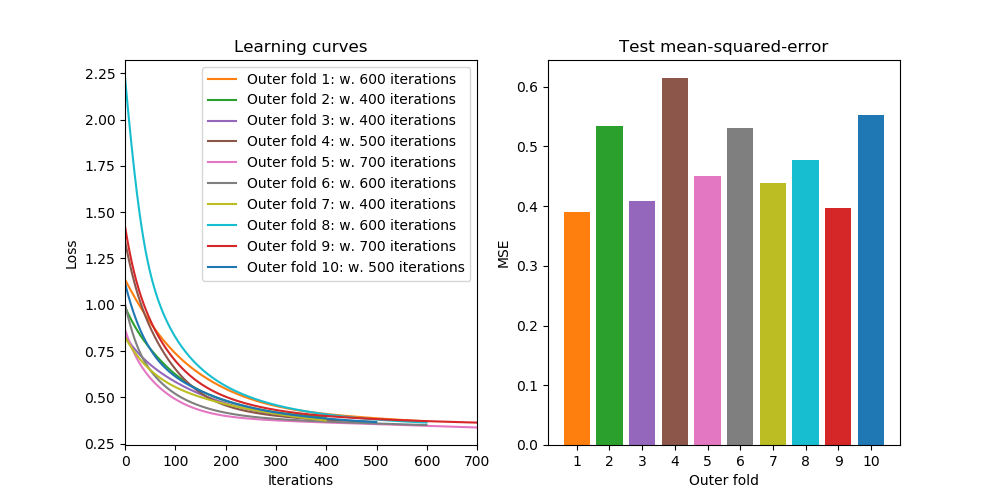 Learning curves
2.25
2.00
1.75
1.50
1.25
1.00
0.75
0.50
0.25
Loss
Outer fold 1: w. 600 iterations
Outer fold 2: w. 400 iterations
Outer fold 3: w. 400 iterations
Outer fold 4: w. 500 iterations
Outer fold 5: w. 700 iterations
Outer fold 6: w. 600 iterations
Outer fold 7: w. 400 iterations
Outer fold 8: w. 600 iterations
Outer fold 9: w. 700 iterations
Outer fold 10: w. 500 iterations
0 100 200 300 400 500 600 700
Iterations
Test mean-squared-error
0.6
0.5
0.4
0.3
0.2
0.1
0.0
MSE
1 2 3 4 5 6 7 8 9 10
Outer fold